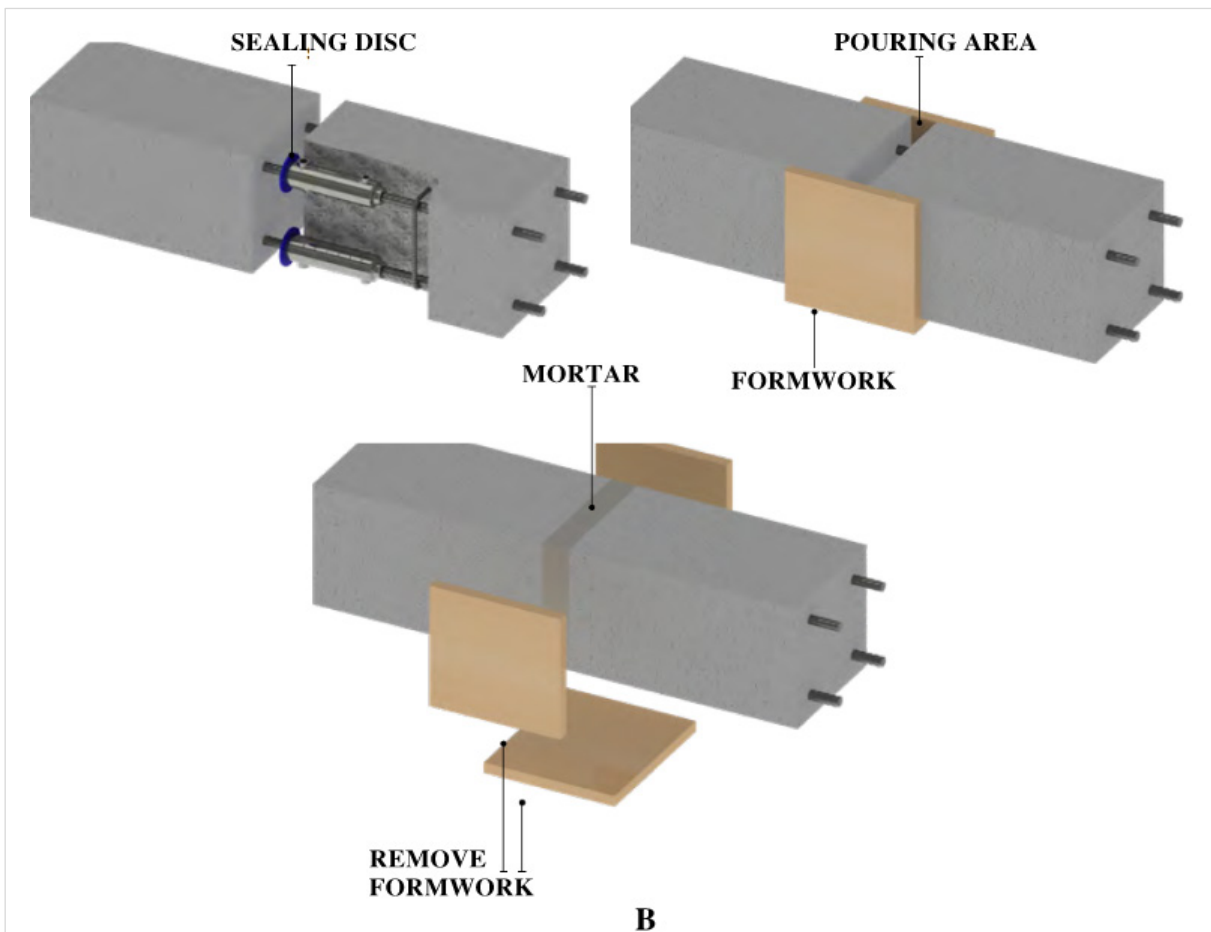 SEALING DISC
POURING AREA
MORTAR
FORMWORK
REMOVE
FORMWORK
B